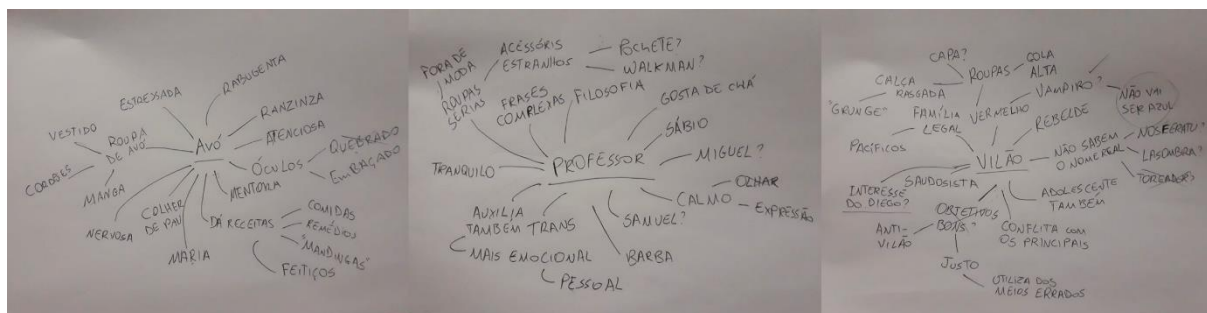 RABUGENTA
ESTRESSADA
RANZINZA
VESTIDO
ROUPA
DE AVÓ
AVÓ
ATENCIOSA
ÓCULOS
QUEBRADO
EMBAÇADO
CORDÕES
MANGA
MENTORA
COLHER
DE PAU
NERVOSA
DÁ RECEITAS
COMIDAS
REMÉDIOS
"MANDINGAS"
FEITIÇOS
MARIA
FORA DE
MODA
ROUPAS
SÉRIAS
ACESSÓRIS
ESTRANHOS
POCHETE?
WALKMAN?
FRASES
COMPLEXAS
FILOSOFIA
GOSTA DE CHÁ
SÁBIO
PROFESSOR
TRANQUILO
MIGUEL?
CALMO
OLHAR
EXPRESSÃO
SAMUEL?
AUXILIA
TAMBÉM TRANS
MAIS EMOCIONAL
PESSOAL
BARBA
CAPA?
ROUPAS
GOLA
ALTA
CALÇA
RASGADA
"GRUNGE"
VAMPIRO?
NÃO VAI
SER AZUL
FAMÍLIA
LEGAL
VERMELHO
PACÍFICOS
REBELDE
VILÃO
NÃO SABEM
O NOME REAL
NOSFERATU?
LASOMBRA?
TOREADOR?
SAUDOSISTA
INTERESSE
DO DIEGO?
ADOLESCENTE
TAMBÉM
OBJETIVOS
BONS?
ANTI-
VILÃO
CONFLITA COM
OS PRINCIPAIS
JUSTO
UTILIZA DOS
MEIOS ERRADOS